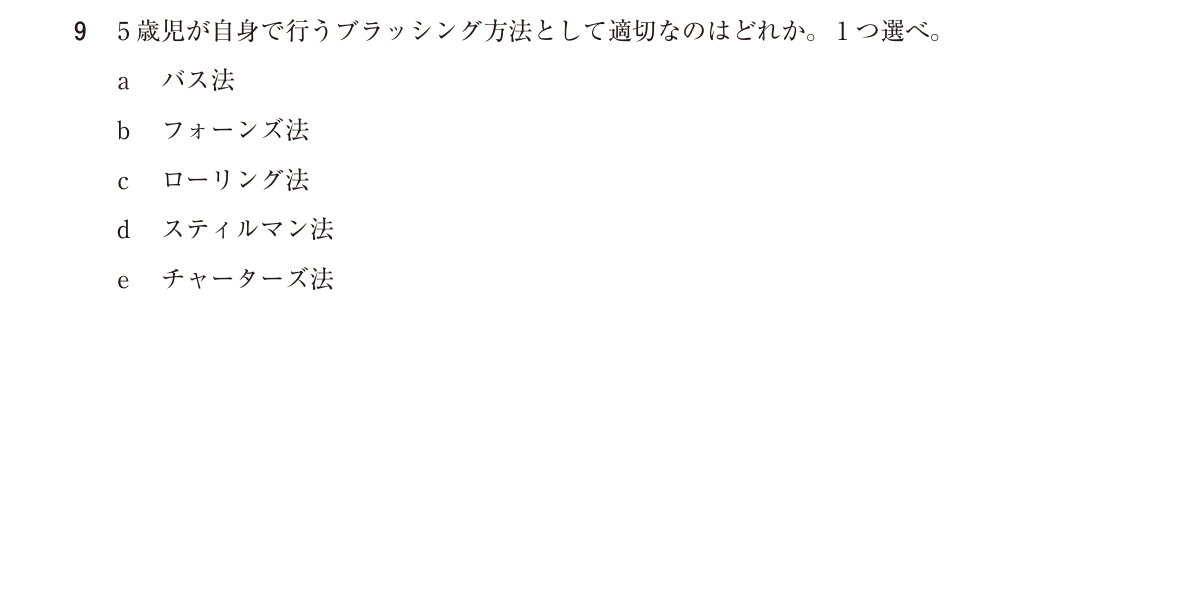 9 5歳児が自身で行うブラッシング方法として適切なのはどれか。1つ選べ。
a バス法
b フォーンズ法
c ローリング法
d スティルマン法
e チャーターズ法